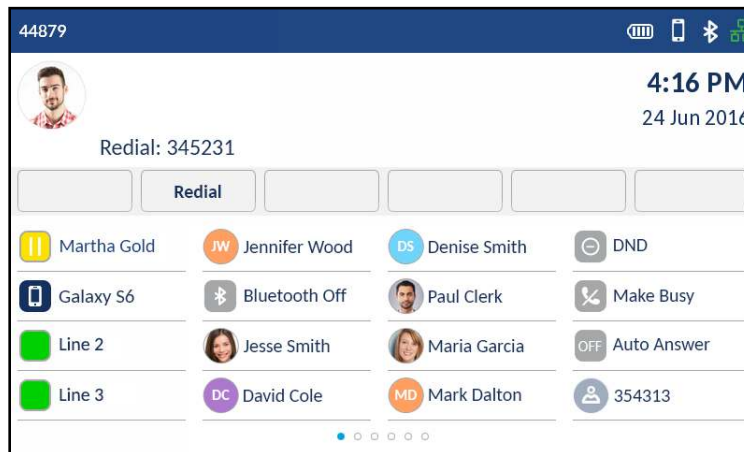 44879
4:16 PM
24 Jun 2016
Redial: 345231
Redial
Martha Gold JW Jennifer Wood DS Denise Smith DND
Galaxy S6 Bluetooth Off Paul Clerk Make Busy
Line 2 Jesse Smith Maria Garcia OFF Auto Answer
Line 3 DC David Cole MD Mark Dalton 354313